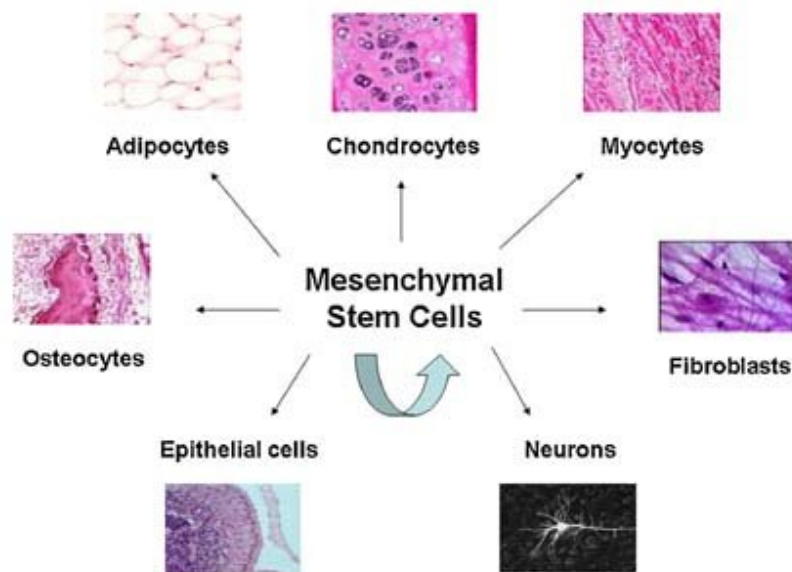 Adipocytes
Chondrocytes
Myocytes
Mesenchymal
Stem Cells
Osteocytes
Fibroblasts
Epithelial cells
Neurons